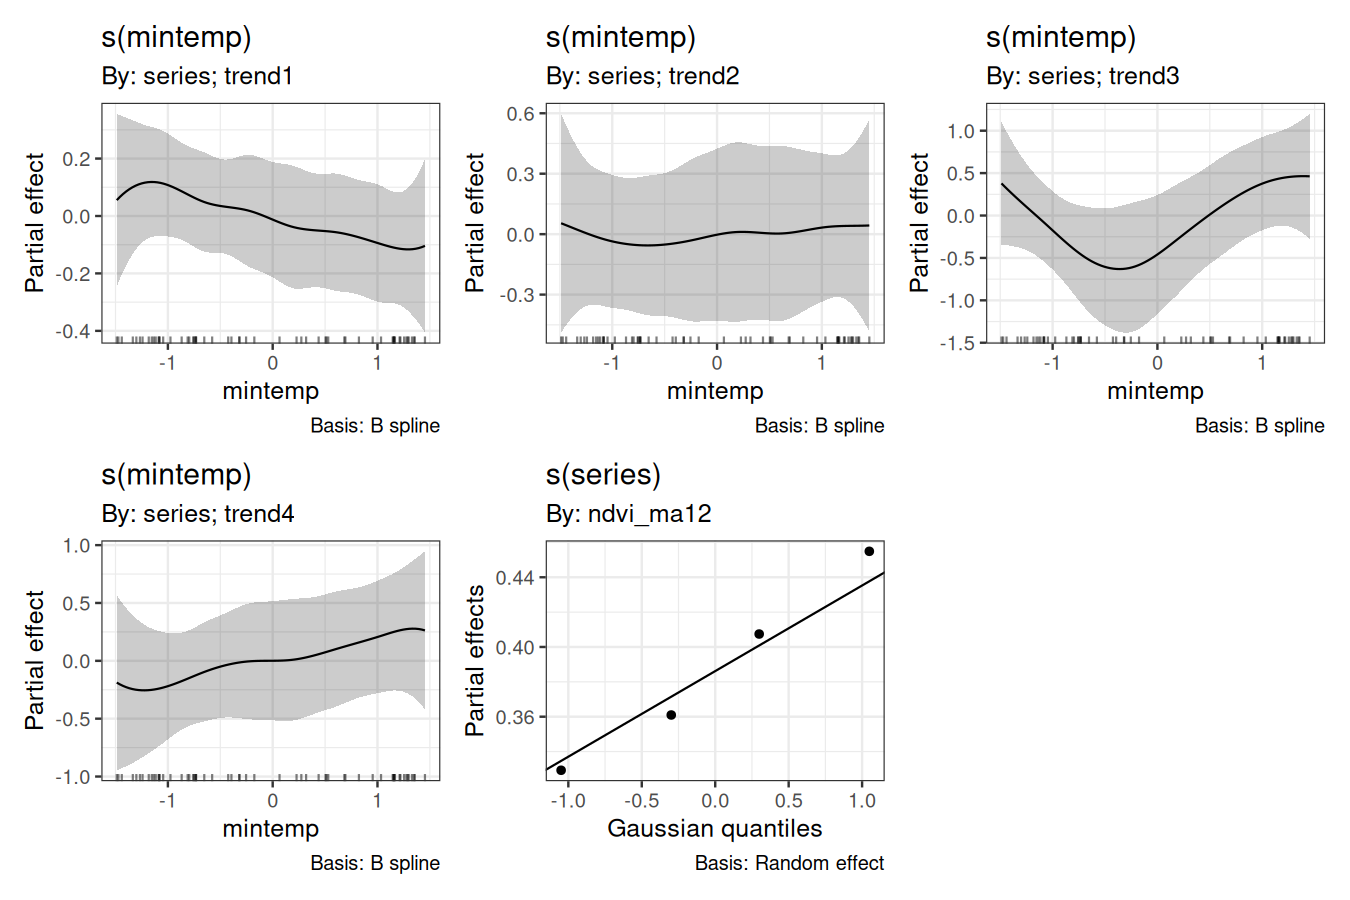 s(mintemp)
By: series; trend1
Partial effect
0.2
0.0
-0.2
-0.4
-1
0
1
mintemp
Basis: B spline
s(mintemp)
By: series; trend2
Partial effect
0.6
0.3
0.0
-0.3
-1
0
1
mintemp
Basis: B spline
s(mintemp)
By: series; trend3
Partial effect
1.0
0.5
0.0
-0.5
-1.0
-1.5
-1
0
1
mintemp
Basis: B spline
s(mintemp)
By: series; trend4
Partial effect
1.0
0.5
0.0
-0.5
-1.0
-1
0
1
mintemp
Basis: B spline
s(series)
By: ndvi_ma12
Partial effects
0.44
0.40
0.36
-1.0
-0.5
0.0
0.5
1.0
Gaussian quantiles
Basis: Random effect